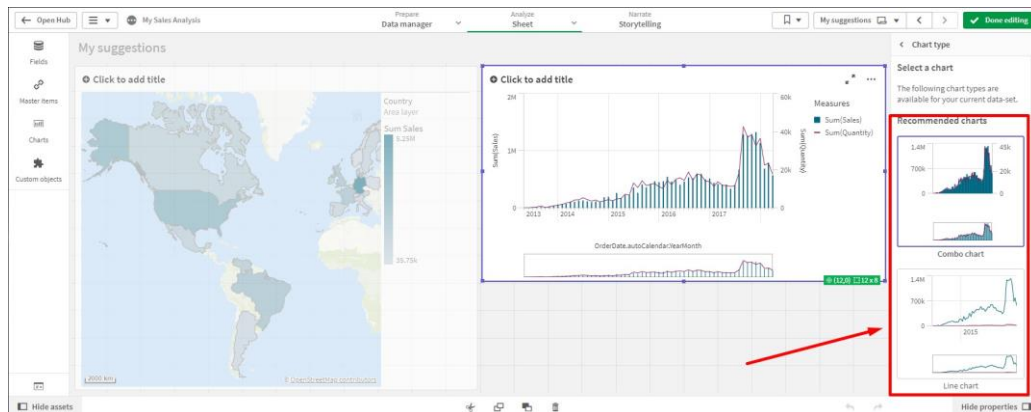 Open Hub
My Sales Analysis
Prepare
Data manager
Analyze
Sheet
Narrate
Storytelling
My suggestions
Done editing
Fields
Master items
Charts
Custom objects
My suggestions
Click to add title
Country
Area layer
Sum Sales
8.25M
35.75k
2000 km
© OpenStreetMap contributors
Click to add title
2M
1M
0
Sum(Sales)
60k
40k
20k
0
Sum(Quantity)
2013
2014
2015
2016
2017
OrderDate.autoCalendar.YearMonth
Measures
Sum(Sales)
Sum(Quantity)
(12,0) 12 x 8
Chart type
Select a chart
The following chart types are
available for your current data-set.
Recommended charts
1.4M
700k
0
45k
20k
0
Combo chart
1.4M
700k
0
2015
Line chart
Hide assets
Hide properties